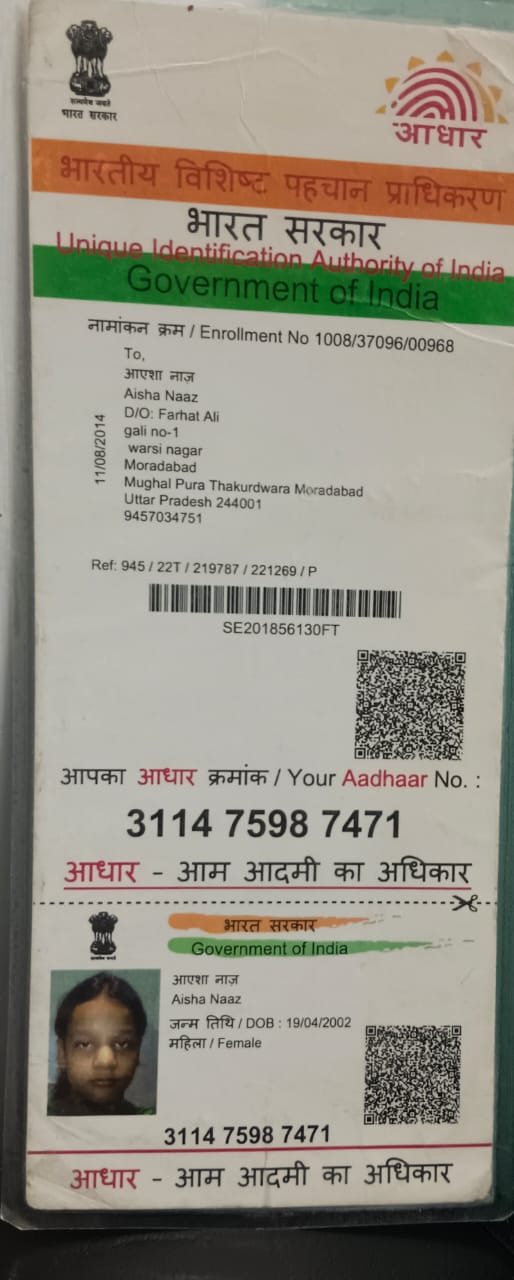 सत्यमेव जयते
भारत सरकार
आधार
भारतीय विशिष्ट पहचान प्राधिकरण
भारत सरकार
Unique Identification Authority of India
Government of India
नामांकन क्रम / Enrollment No 1008/37096/00968
To,
आएशा नाज़
Aisha Naaz
D/O: Farhat Ali
gali no-1
warsi nagar
Moradabad
Mughal Pura Thakurdwara Moradabad
Uttar Pradesh 244001
9457034751
11/08/2014
Ref: 945 / 22T / 219787 / 221269 / P
SE201856130FT
आपका आधार क्रमांक / Your Aadhaar No. :
3114 7598 7471
आधार - आम आदमी का अधिकार
भारत सरकार
Government of India
आएशा नाज़
Aisha Naaz
जन्म तिथि / DOB : 19/04/2002
महिला / Female
3114 7598 7471
आधार - आम आदमी का अधिकार